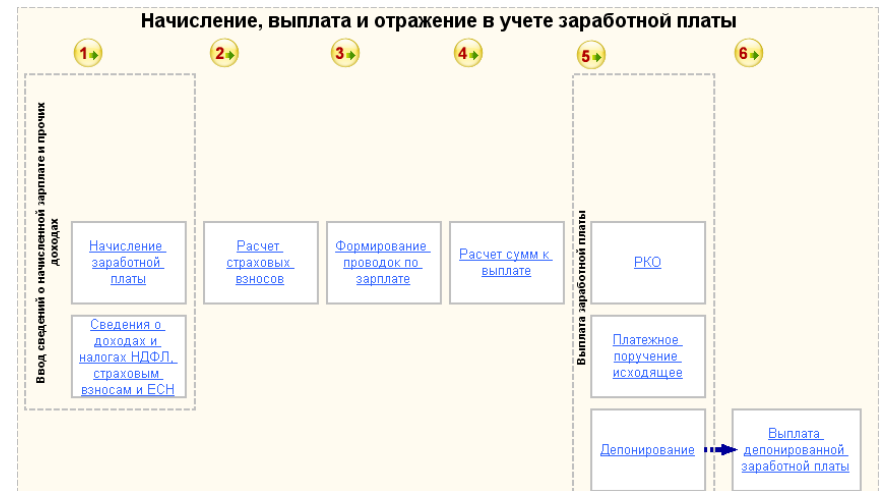 Начисление, выплата и отражение в учете заработной платы
1
2
3
4
5
6
Ввод сведений о начисленной зарплате и прочих
доходах
Начисление
заработной
платы
Сведения о
доходах и
налогах НДФЛ,
страховым
взносам и ЕСН
Расчет
страховых
взносов
Формирование
проводок по
зарплате
Расчет сумм к
выплате
Выплата заработной платы
РКО
Платежное
поручение
исходящее
Депонирование
Выплата
депонированной
заработной платы